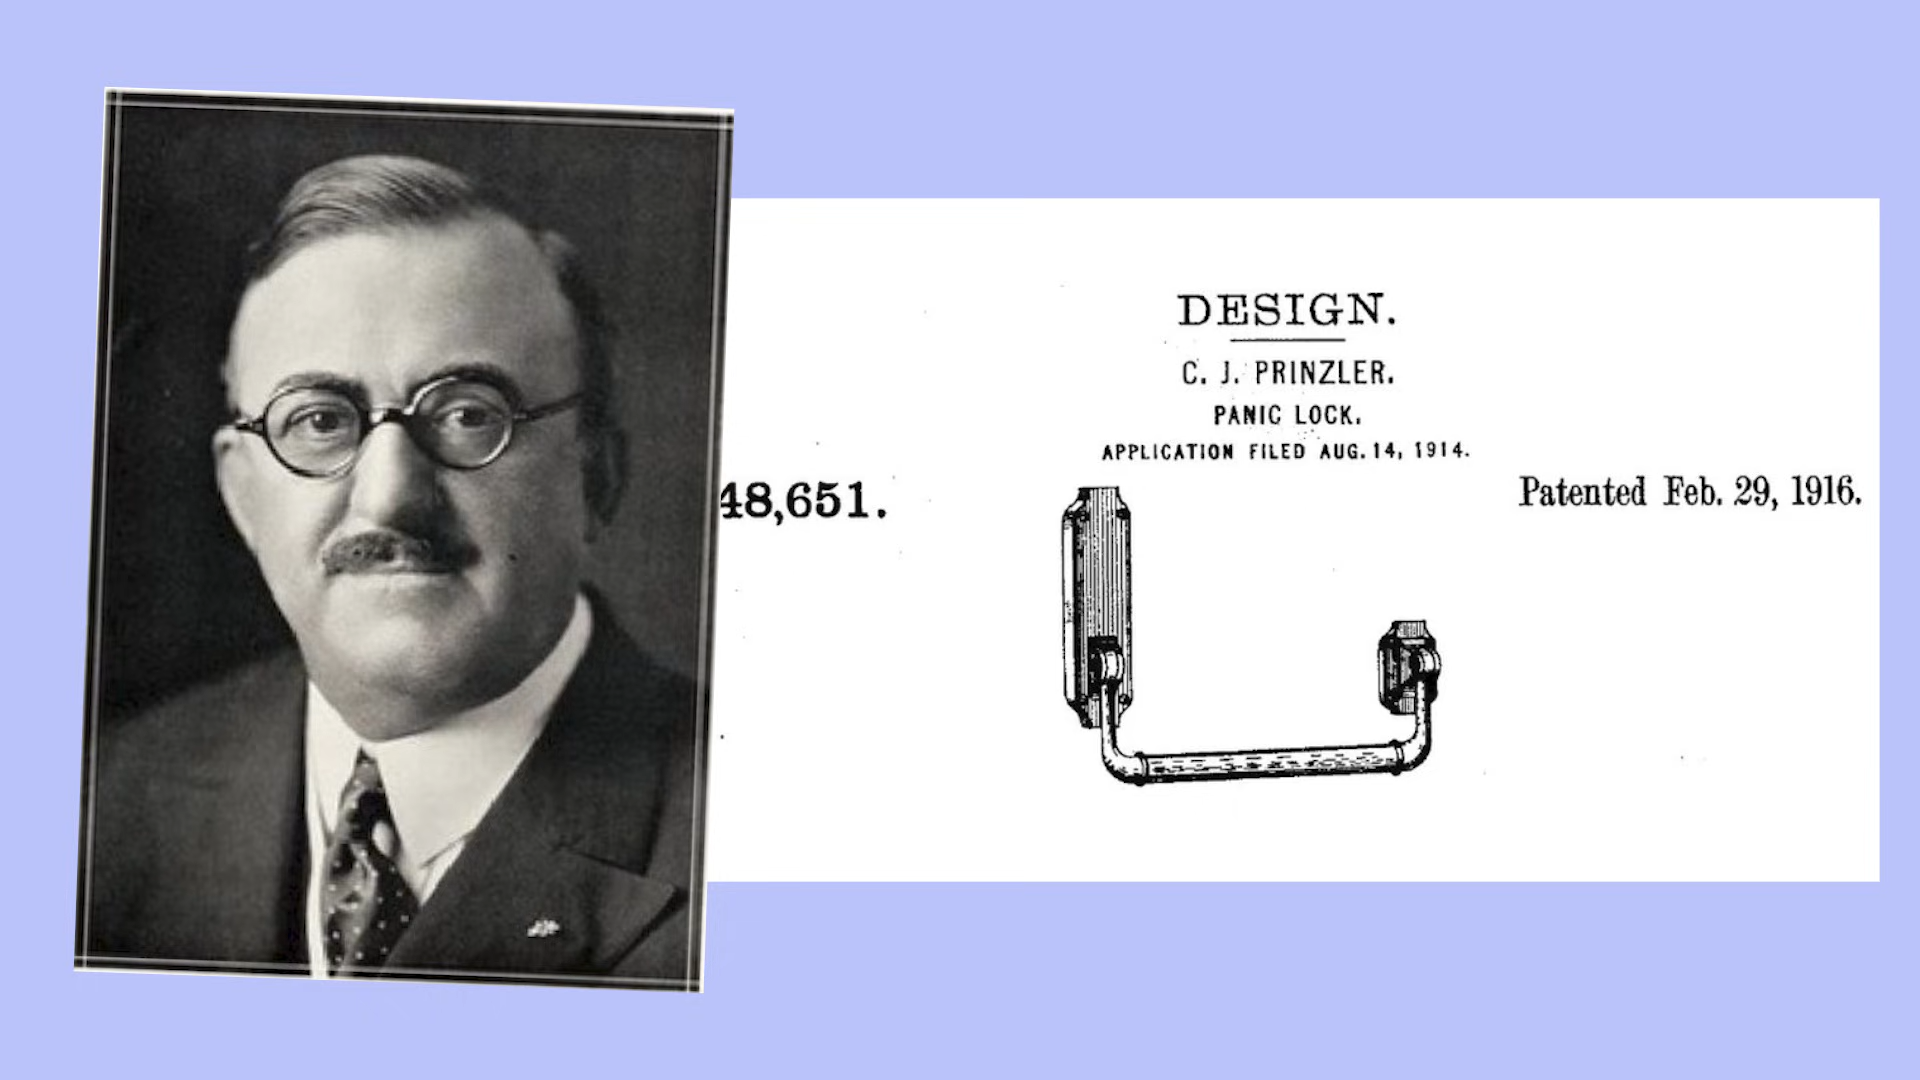 DESIGN.
C. J. PRINZLER.
PANIC LOCK.
APPLICATION FILED AUG. 14, 1914.
48,651.
Patented Feb. 29, 1916.